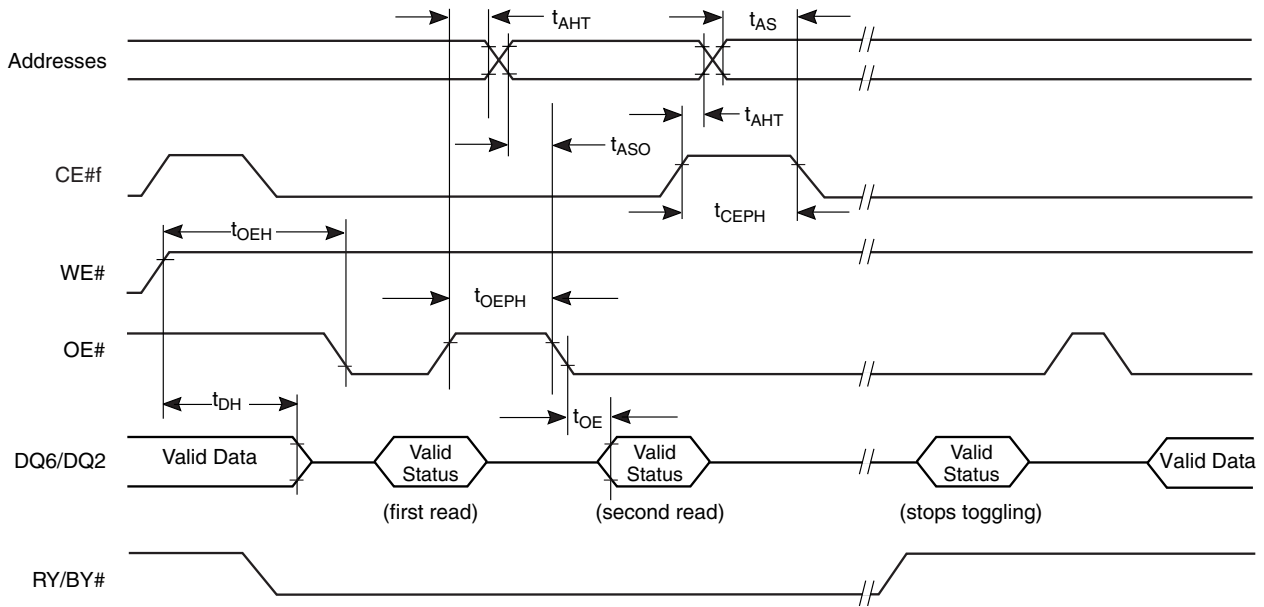 tAHT
tAS
Addresses
tAHT
tASO
CE#f
tCEPH
tOEH
WE#
tOEPH
OE#
tDH
tOE
DQ6/DQ2
Valid Data
Valid
Status
Valid
Status
Valid
Status
Valid Data
(first read)
(second read)
(stops toggling)
RY/BY#